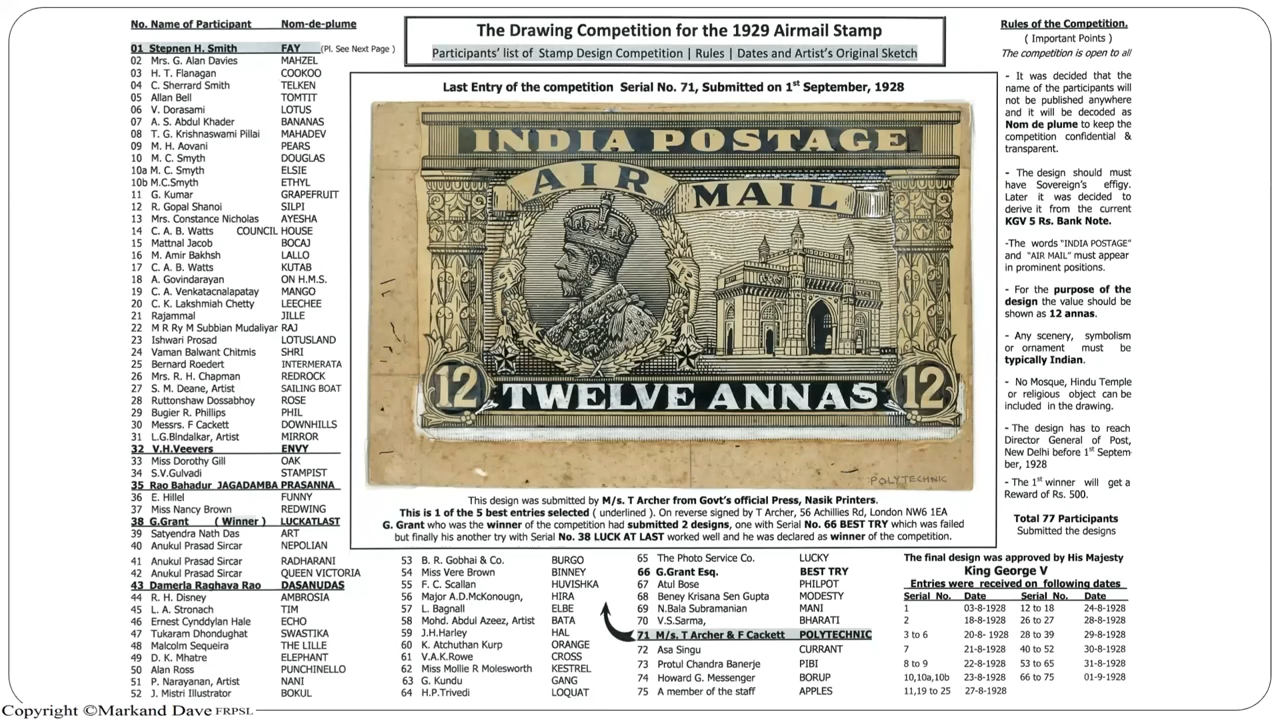 No. Name of Participant Nom-de-plume
01 Stepnen H. Smith FAY (Pl. See Next Page )
02 Mrs. G. Alan Davies MAHZEL
03 H. T. Flanagan COOKOO
04 C. Sherrard Smith TELKEN
05 Allan Bell TOMTIT
06 V. Dorasami LOTUS
07 A. S. Abdul Khader BANANAS
08 T. G. Krishnaswami Pillai MAHADEV
09 M. H. Aovani PEARS
10 M. C. Smyth DOUGLAS
10a M. C. Smyth ELSIE
10b M.C.Smyth ETHYL
11 G. Kumar GRAPEFRUIT
12 R. Gopal Shanoi SILPI
13 Mrs. Constance Nicholas AYESHA
14 C. A. B. Watts COUNCIL HOUSE
15 Mattnal Jacob BOCAJ
16 M. Amir Bakhsh LALLO
17 C. A. B. Watts KUTAB
18 A. Govindarayan ON H.M.S.
19 C. A. Venkatacnalapatay MANGO
20 C. K. Lakshmiah Chetty LEECHEE
21 Rajammal JILLE
22 M R Ry M Subbian Mudaliyar RAJ
23 Ishwari Prosad LOTUSLAND
24 Vaman Balwant Chitmis SHRI
25 Bernard Roedert INTERMERATA
26 Mrs. R. H. Chapman REDROCK
27 S. M. Deane, Artist SAILING BOAT
28 Ruttonshaw Dossabhoy ROSE
29 Bugier R. Phillips PHIL
30 Messrs. F Cackett DOWNHILLS
31 L.G.Blndalkar, Artist MIRROR
32 V.H.Veevers ENVY
33 Miss Dorothy Gill OAK
34 S.V.Gulvadi STAMPIST
35 Rao Bahadur JAGADAMBA PRASANNA
36 E. Hillel FUNNY
37 Miss Nancy Brown REDWING
38 G.Grant ( Winner ) LUCKATLAST
39 Satyendra Nath Das ART
40 Anukul Prasad Sircar NEPOLIAN
41 Anukul Prasad Sircar RADHARANI
42 Anukul Prasad Sircar QUEEN VICTORIA
43 Damerla Raghava Rao DASANUDAS
44 R. H. Disney AMBROSIA
45 L. A. Stronach TIM
46 Ernest Cynddylan Hale ECHO
47 Tukaram Dhondughat SWASTIKA
48 Malcolm Sequeira THE LILLE
49 D. K. Mhatre ELEPHANT
50 Alan Ross PUNCHINELLO
51 P. Narayanan, Artist NANI
52 J. Mistri Illustrator BOKUL
The Drawing Competition for the 1929 Airmail Stamp
Participants' list of Stamp Design Competition | Rules | Dates and Artist's Original Sketch
Last Entry of the competition Serial No. 71, Submitted on 1st September, 1928
INDIA POSTAGE
AIR MAIL
12 TWELVE ANNAS 12
POLYTECHNIC
This design was submitted by M/s. T Archer from Govt's official Press, Nasik Printers.
This is 1 of the 5 best entries selected ( underlined ). On reverse signed by T Archer, 56 Achillies Rd, London NW6 1EA
G. Grant who was the winner of the competition had submitted 2 designs, one with Serial No. 66 BEST TRY which was failed
but finally his another try with Serial No. 38 LUCK AT LAST worked well and he was declared as winner of the competition.
53 B. R. Gobhai & Co. BURGO
54 Miss Vere Brown BINNEY
55 F. C. Scallan HUVISHKA
56 Major A.D.McKonougn, HIRA
57 L. Bagnall ELBE
58 Mohd. Abdul Azeez, Artist BATA
59 J.H.Harley HAL
60 K. Atchuthan Kurp ORANGE
61 V.A.K.Rowe CROSS
62 Miss Mollie R Molesworth KESTREL
63 G. Kundu GANG
64 H.P.Trivedi LOQUAT
65 The Photo Service Co. LUCKY
66 G.Grant Esq. BEST TRY
67 Atul Bose PHILPOT
68 Beney Krisana Sen Gupta MODESTY
69 N.Bala Subramanian MANI
70 V.S.Sarma, BHARATI
71 M/s. T Archer & F Cackett POLYTECHNIC
72 Asa Singu CURRANT
73 Protul Chandra Banerje PIBI
74 Howard G. Messenger BORUP
75 A member of the staff APPLES
Rules of the Competition.
( Important Points )
The competition is open to all
- It was decided that the
name of the participants will
not be published anywhere
and it will be decoded as
Nom de plume to keep the
competition confidential &
transparent.
- The design should must
have Sovereign's effigy.
Later it was decided to
derive it from the current
KGV 5 Rs. Bank Note.
-The words "INDIA POSTAGE"
and "AIR MAIL" must appear
in prominent positions.
- For the purpose of the
design the value should be
shown as 12 annas.
- Any scenery, symbolism
or ornament must be
typically Indian.
- No Mosque, Hindu Temple
or religious object can be
included in the drawing.
- The design has to reach
Director General of Post,
New Delhi before 1st Septem-
ber, 1928
- The 1st winner will get a
Reward of Rs. 500.
Total 77 Participants
Submitted the designs
The final design was approved by His Majesty
King George V
Entries were received on following dates
Serial No. Date Serial No. Date
1 03-8-1928 12 to 18 24-8-1928
2 18-8-1928 26 to 27 28-8-1928
3 to 6 20-8- 1928 28 to 39 29-8-1928
7 21-8-1928 40 to 52 30-8-1928
8 to 9 22-8-1928 53 to 65 31-8-1928
10,10a,10b 23-8-1928 66 to 75 01-9-1928
11,19 to 25 27-8-1928
Copyright ©Markand Dave FRPSL